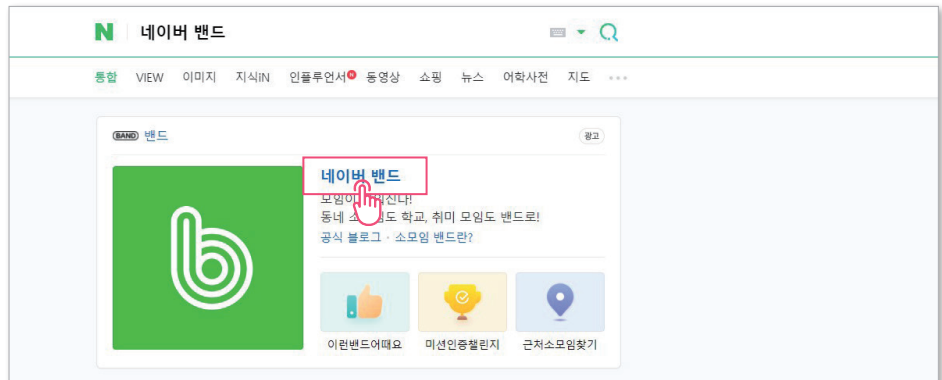 N 네이버 밴드
통합 VIEW 이미지 지식iN 인플루언서 N 동영상 쇼핑 뉴스 어학사전 지도
BAND 밴드 광고
네이버 밴드
동네 도 학교, 취미 모임도 밴드로!
공식 블로그 · 소모임 밴드란?
이런밴드어때요 미션인증챌린지 근처소모임찾기